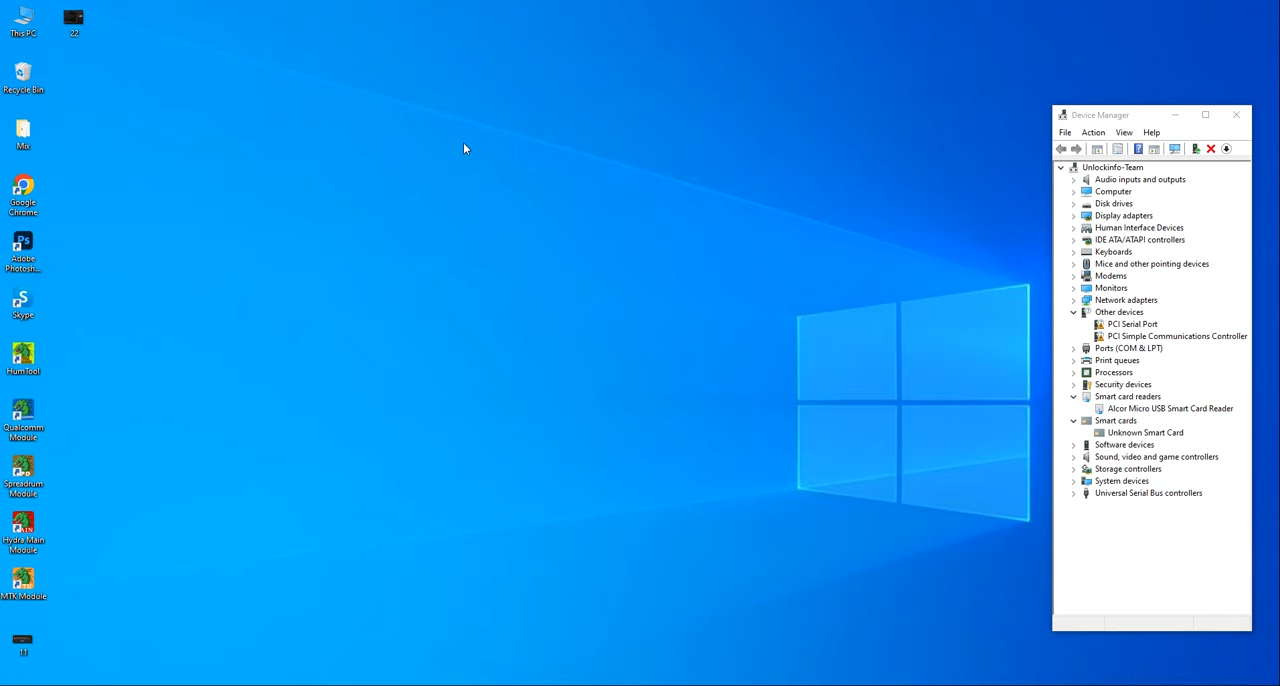 This PC
22
Recycle Bin
Mix
Google
Chrome
Ps
Adobe
Photosh...
Skype
HumTool
Qualcomm
Module
Spreadrum
Module
Hydra Main
Module
MTK Module
11
Device Manager
File Action View Help
Unlockinfo-Team
Audio inputs and outputs
Computer
Disk drives
Display adapters
Human Interface Devices
IDE ATA/ATAPI controllers
Keyboards
Mice and other pointing devices
Modems
Monitors
Network adapters
Other devices
PCI Serial Port
PCI Simple Communications Controller
Ports (COM & LPT)
Print queues
Processors
Security devices
Smart card readers
Alcor Micro USB Smart Card Reader
Smart cards
Unknown Smart Card
Software devices
Sound, video and game controllers
Storage controllers
System devices
Universal Serial Bus controllers